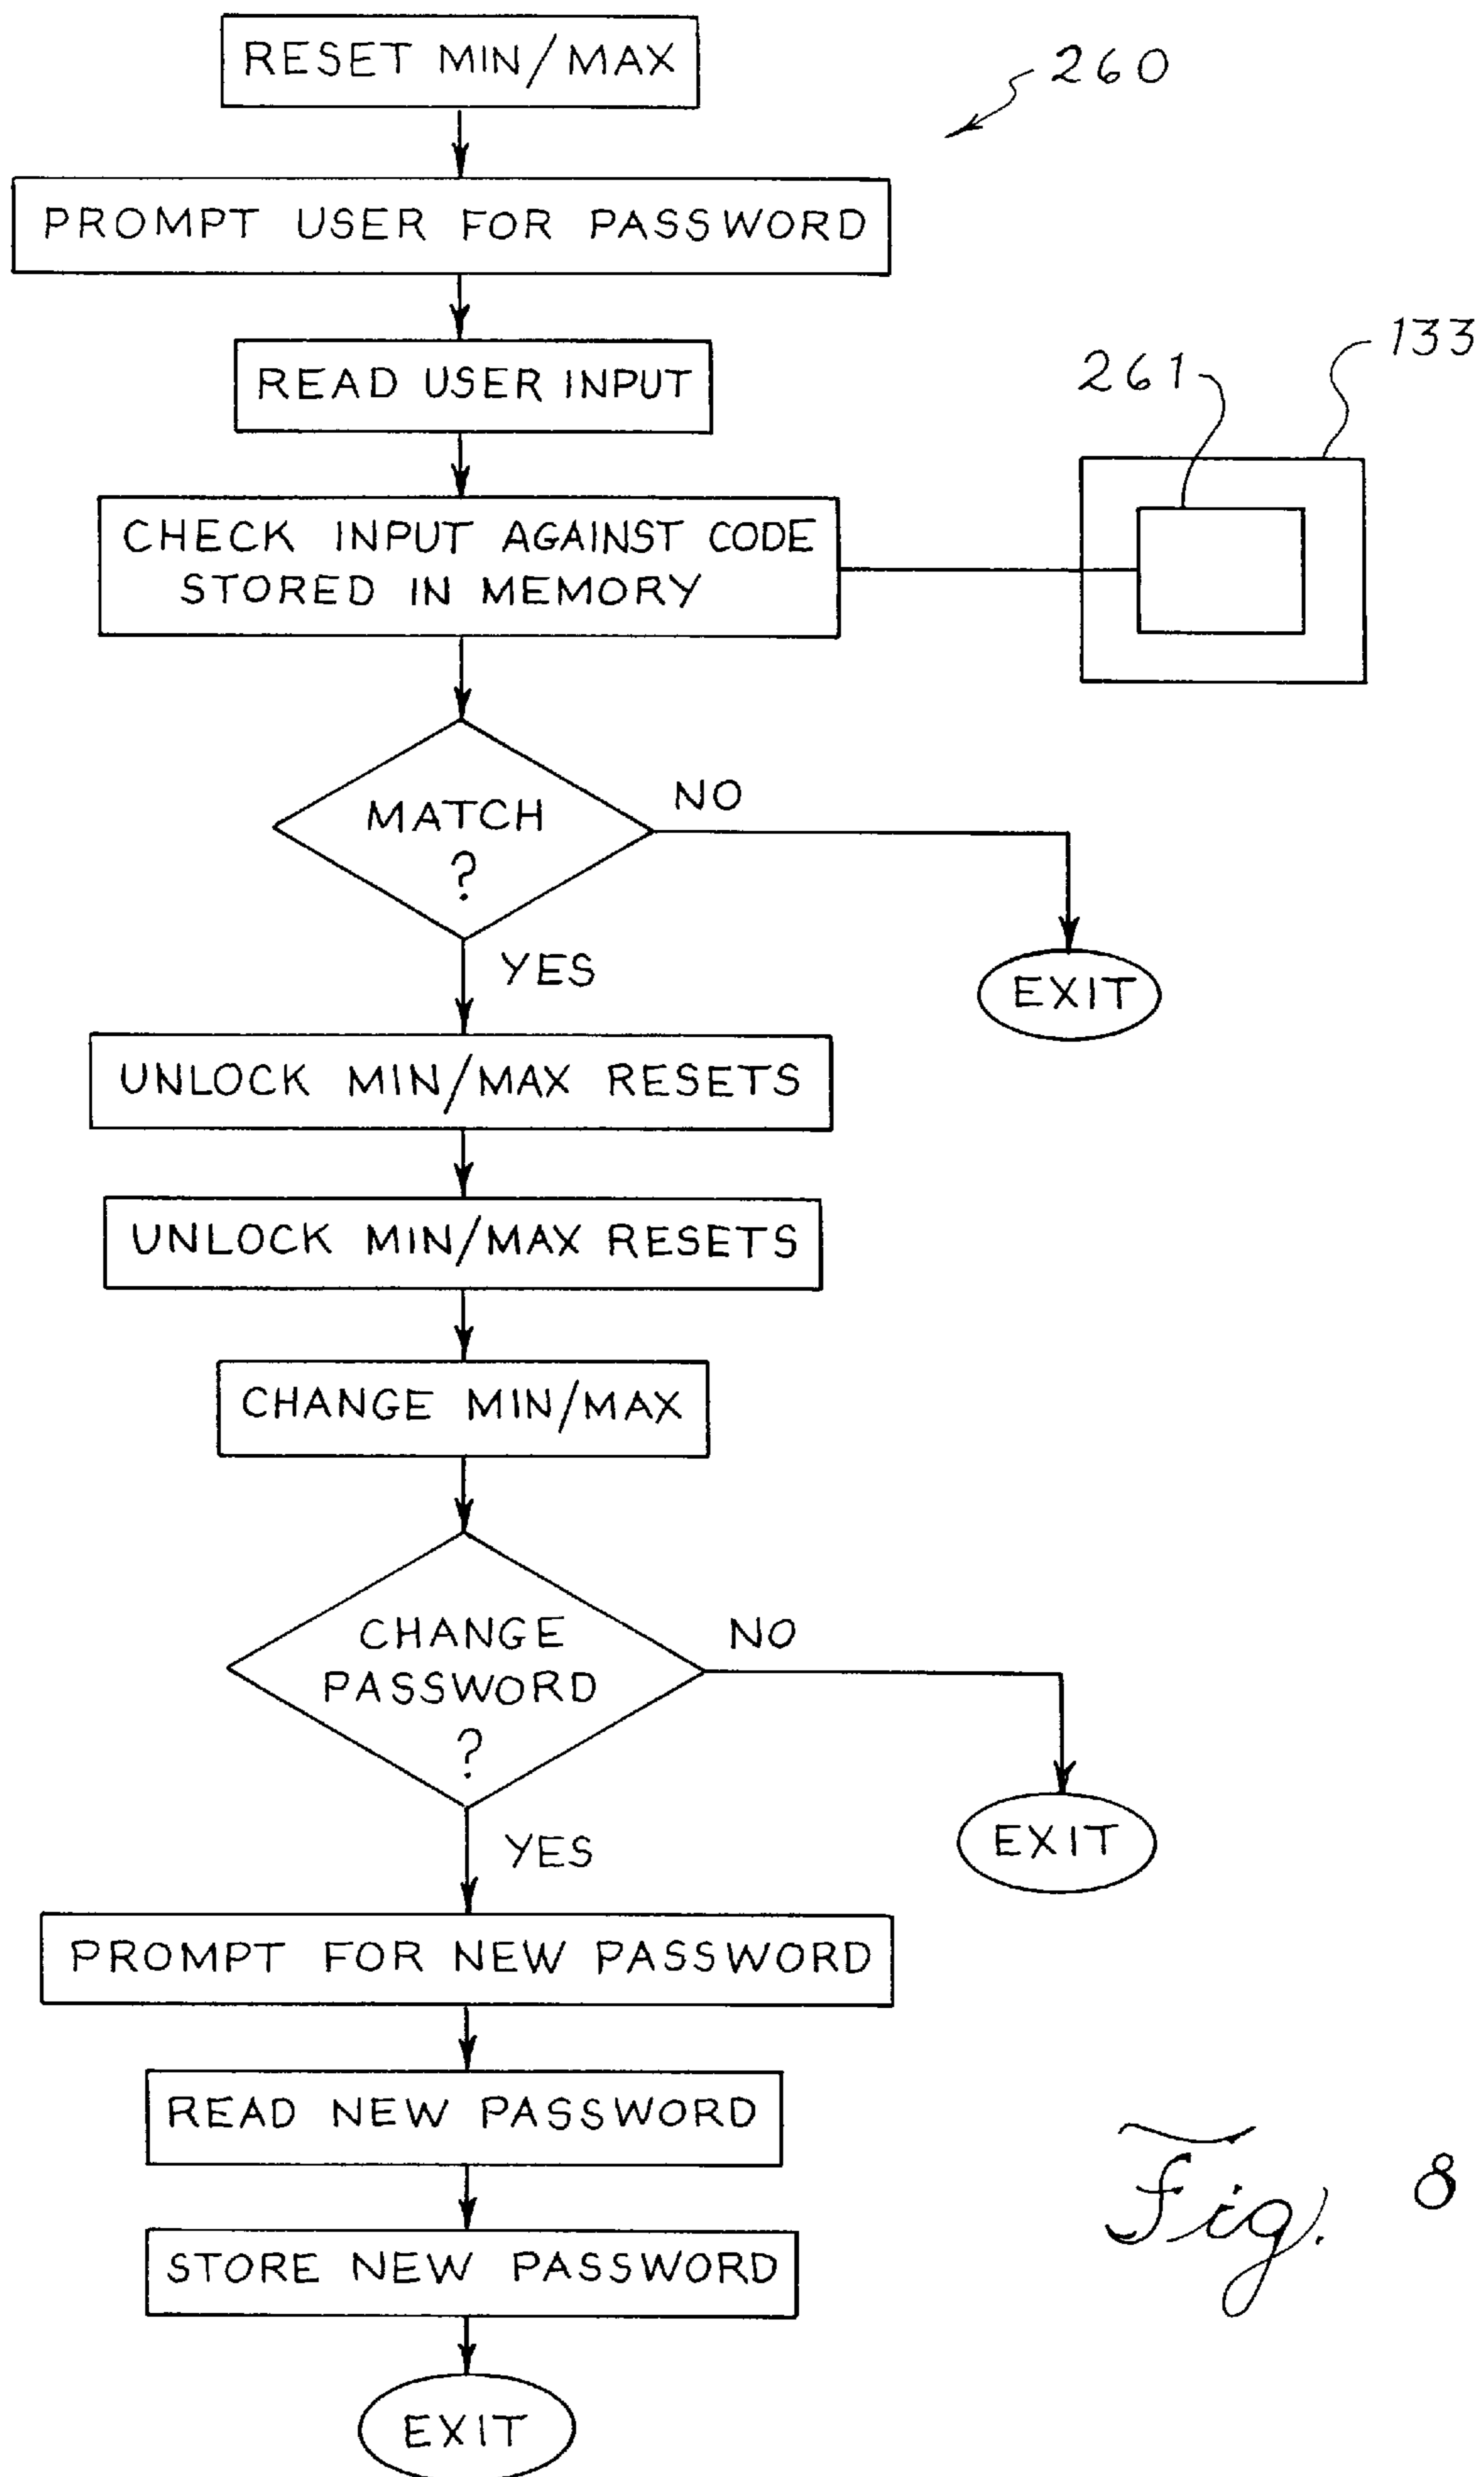 RESET MIN/MAX
260
PROMPT USER FOR PASSWORD
READ USER INPUT
133
261
CHECK INPUT AGAINST CODE
STORED IN MEMORY
MATCH
?
NO
EXIT
YES
UNLOCK MIN/MAX RESETS
UNLOCK MIN/MAX RESETS
CHANGE MIN/MAX
CHANGE
PASSWORD
?
NO
EXIT
YES
PROMPT FOR NEW PASSWORD
READ NEW PASSWORD
STORE NEW PASSWORD
EXIT
Fig. 8